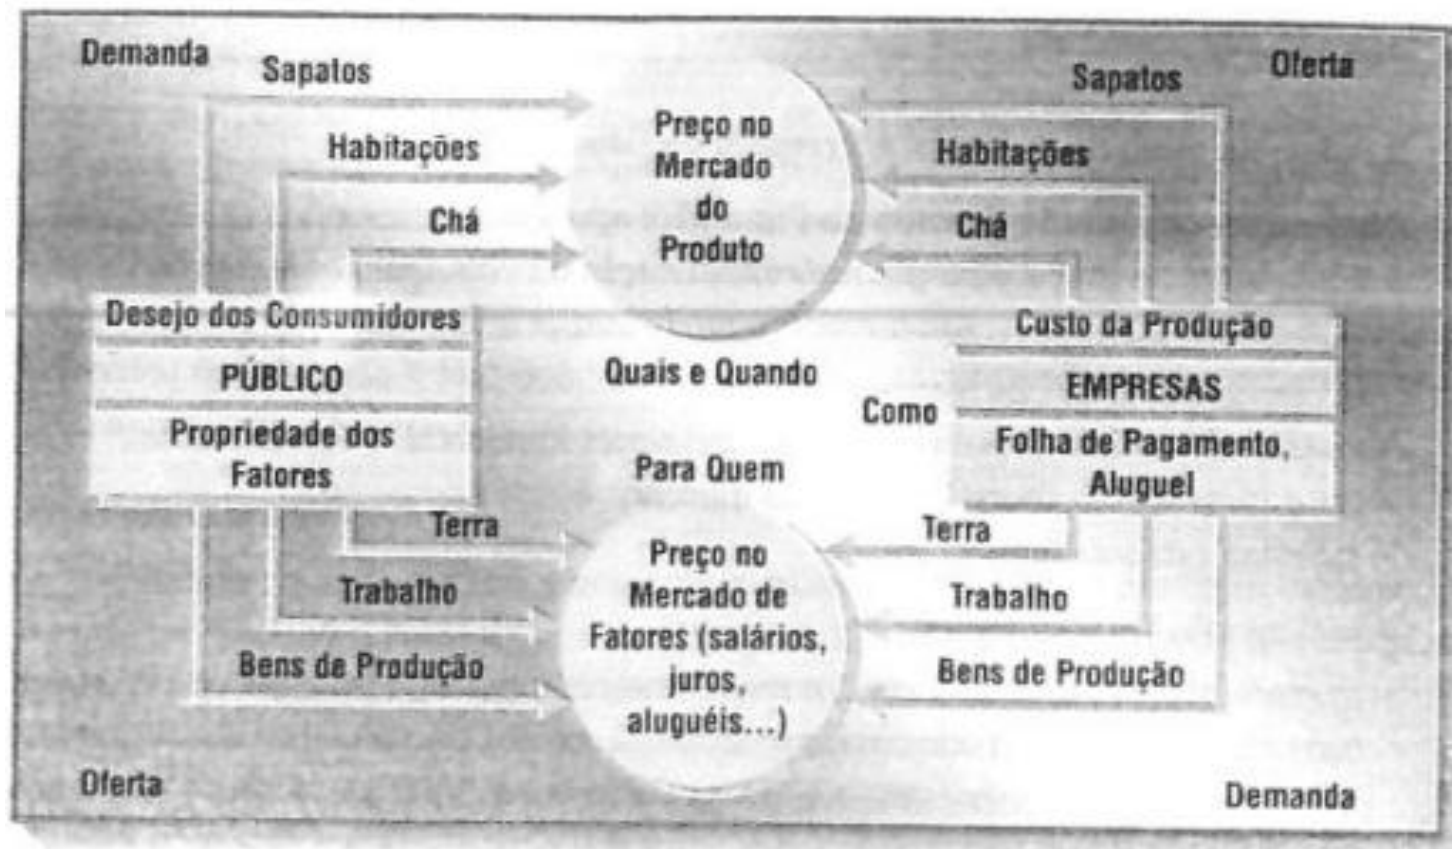 Demanda
Oferta
Sapatos
Sapatos
Habitações
Habitações
Chá
Chá
Preço no
Mercado
do
Produto
Desejo dos Consumidores
PÚBLICO
Propriedade dos
Fatores
Quais e Quando
Como
Para Quem
Custo da Produção
EMPRESAS
Folha de Pagamento,
Aluguel
Terra
Terra
Trabalho
Trabalho
Bens de Produção
Bens de Produção
Preço no
Mercado de
Fatores (salários,
juros,
aluguéis...)
Oferta
Demanda